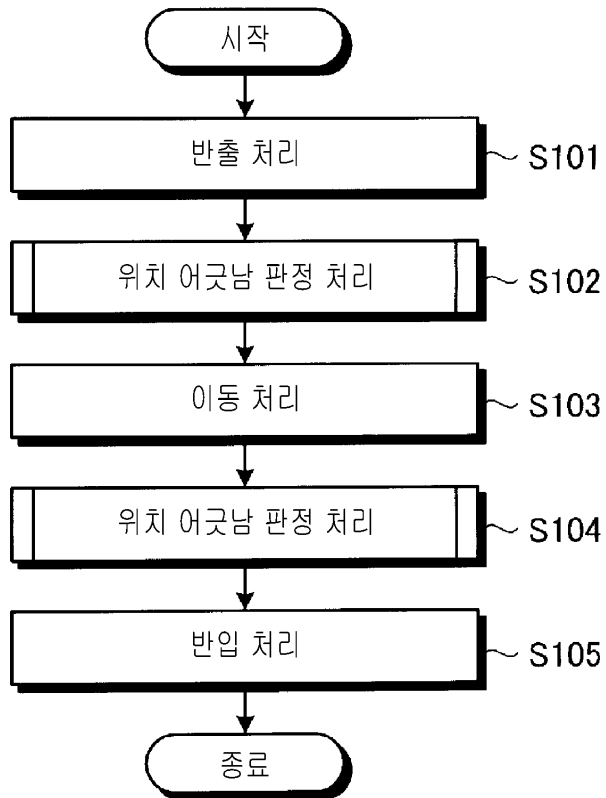 시작
반출 처리
S101
위치 어긋남 판정 처리
S102
이동 처리
S103
위치 어긋남 판정 처리
S104
반입 처리
S105
종료